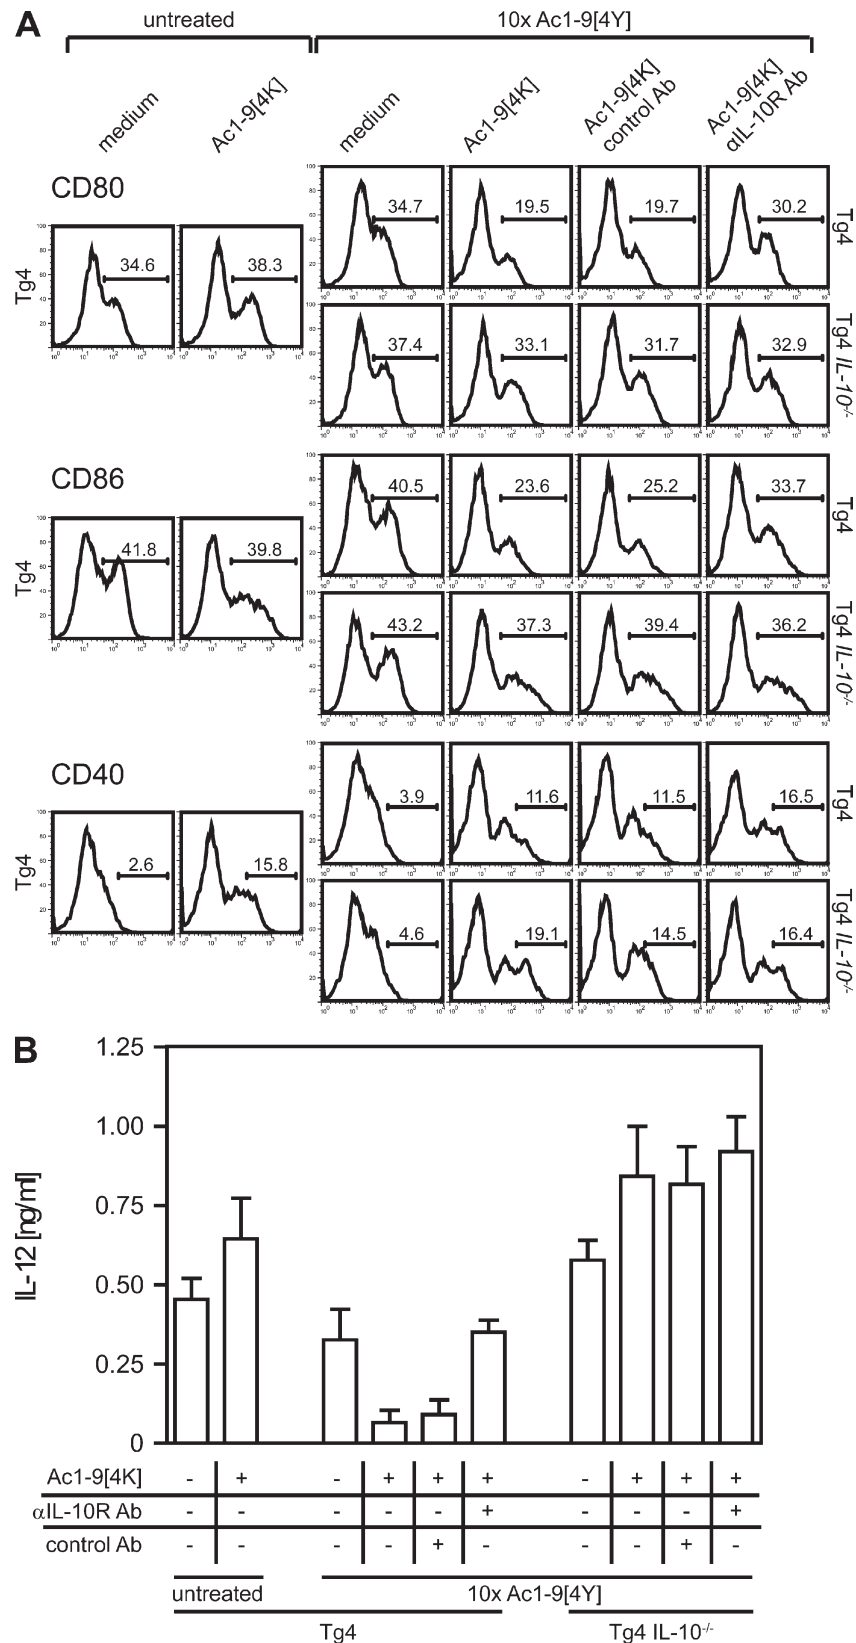 A
untreated
10x Ac1-9[4Y]
medium
Ac1-9[4K]
medium
Ac1-9[4K]
Ac1-9[4K]
control Ab
Ac1-9[4K]
αIL-10R Ab
CD80
Tg4
34.6
38.3
34.7
19.5
19.7
30.2
Tg4
37.4
33.1
31.7
32.9
Tg4 IL-10-/-
CD86
Tg4
41.8
39.8
40.5
23.6
25.2
33.7
Tg4
43.2
37.3
39.4
36.2
Tg4 IL-10-/-
CD40
Tg4
2.6
15.8
3.9
11.6
11.5
16.5
Tg4
4.6
19.1
14.5
16.4
Tg4 IL-10-/-
B
IL-12 [ng/ml]
1.25
1.00
0.75
0.50
0.25
0
Ac1-9[4K] - + - + + + - + + +
αIL-10R Ab - - - - - + - - - +
control Ab - - - - + - - - + -
untreated 10x Ac1-9[4Y]
Tg4 Tg4 IL-10-/-